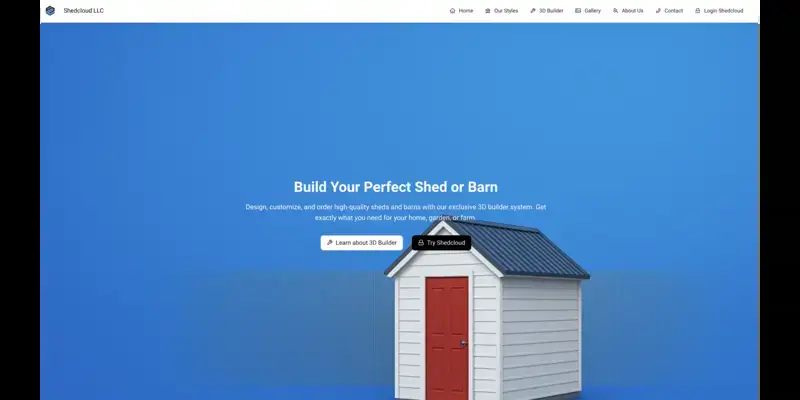 Shedcloud LLC
Home Our Styles 3D Builder Gallery About Us Contact Login Shedcloud
Build Your Perfect Shed or Barn
Design, customize, and order high-quality sheds and barns with our exclusive 3D builder system. Get
exactly what you need for your home, garden, or farm.
Learn about 3D Builder Try Shedcloud